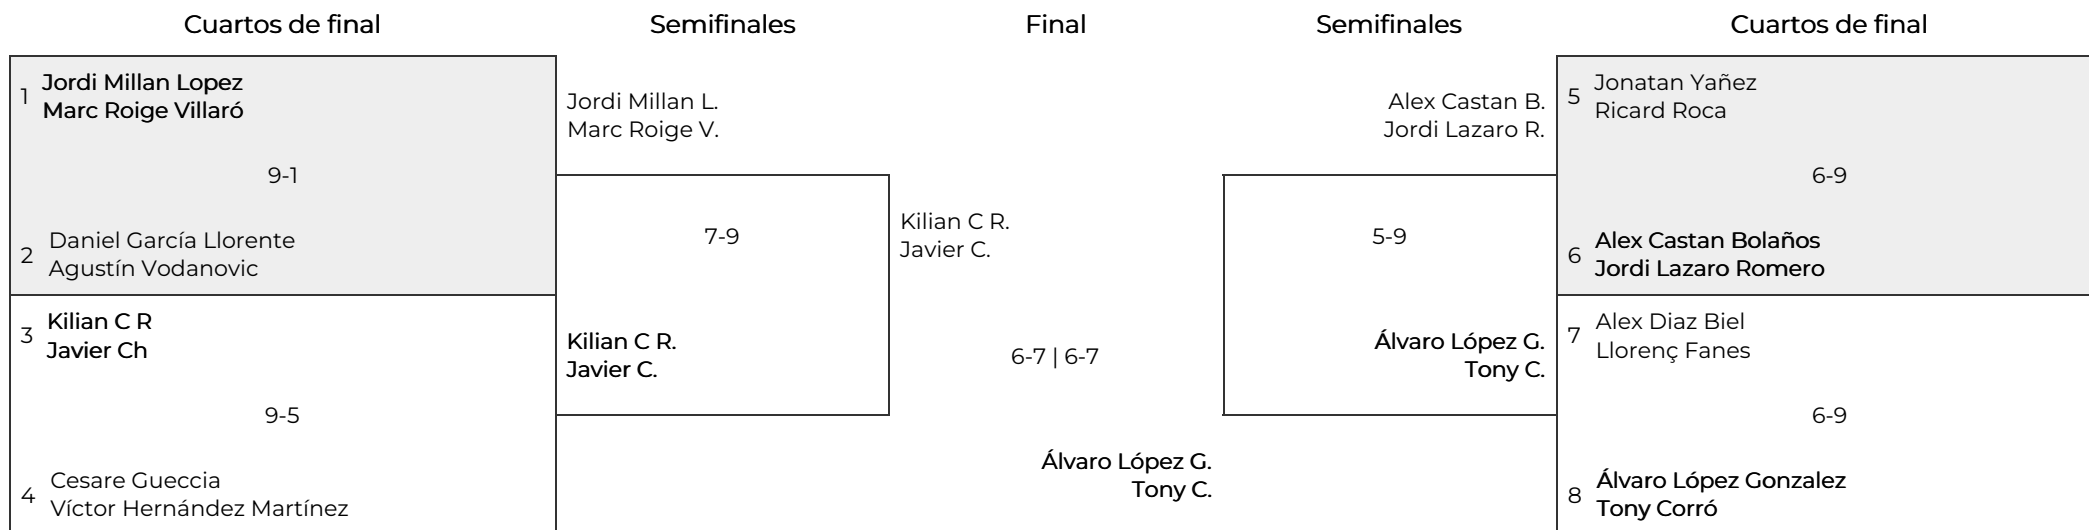 Cuartos de final
Semifinales
Final
Semifinales
Cuartos de final
1
Jordi Millan Lopez
Marc Roige Villaró
9-1
2
Daniel García Llorente
Agustín Vodanovic
3
Kilian C R
Javier Ch
9-5
4
Cesare Gueccia
Víctor Hernández Martínez
Jordi Millan L.
Marc Roige V.
7-9
Kilian C R.
Javier C.
Kilian C R.
Javier C.
6-7 | 6-7
Álvaro López G.
Tony C.
Alex Castan B.
Jordi Lazaro R.
5-9
Álvaro López G.
Tony C.
5
Jonatan Yañez
Ricard Roca
6-9
6
Alex Castan Bolaños
Jordi Lazaro Romero
7
Alex Diaz Biel
Llorenç Fanes
6-9
8
Álvaro López Gonzalez
Tony Corró